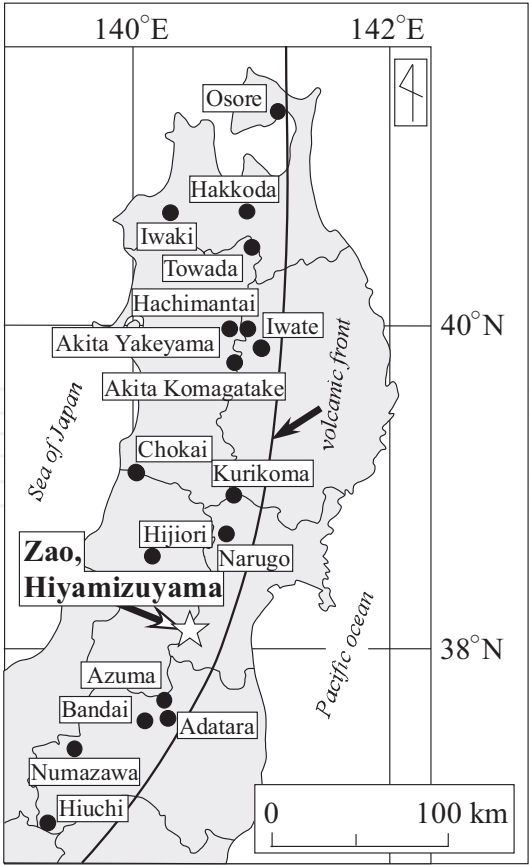 140°E
142°E
Osore
Hakkoda
Iwaki
Towada
Hachimantai
Iwate
40°N
Akita Yakeyama
Akita Komagatake
volcanic front
Sea of Japan
Chokai
Kurikoma
Hijiori
Narugo
Zao,
Hiyamizuyama
Pacific ocean
38°N
Azuma
Bandai
Adatara
Numazawa
Hiuchi
0
100 km